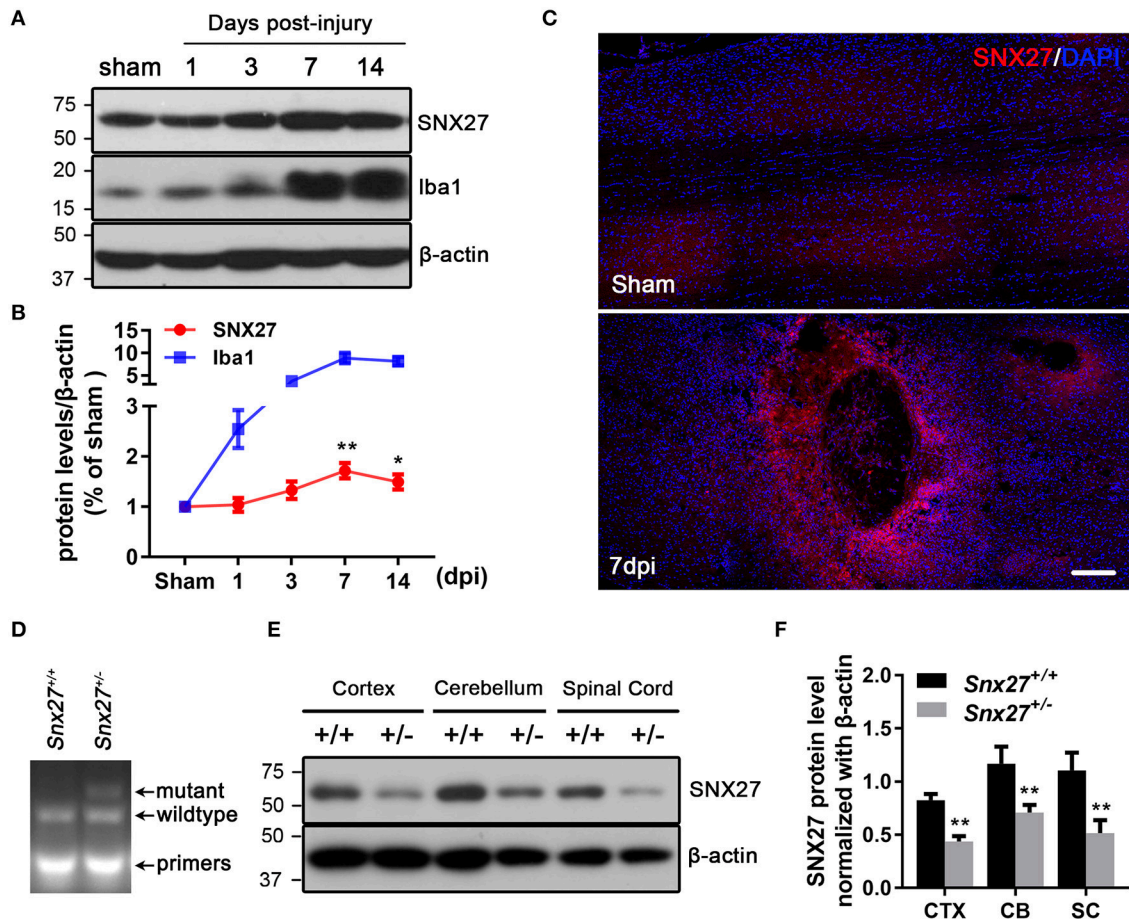 A
Days post-injury
sham 1 3 7 14
75
50
SNX27
20
15
Iba1
50
37
β-actin
B
SNX27
Iba1
protein levels/β-actin
(% of sham)
15
10
5
3
2
1
0
Sham 1 3 7 14 (dpi)
** *
C
SNX27/DAPI
Sham
7dpi
D
Snx27+/+
Snx27+/-
mutant
wildtype
primers
E
Cortex Cerebellum Spinal Cord
+/+ +/- +/+ +/- +/+ +/-
75
50
SNX27
50
37
β-actin
F
SNX27 protein level
normalized with β-actin
Snx27+/+
Snx27+/-
2.0
1.5
1.0
0.5
0.0
** ** **
CTX CB SC